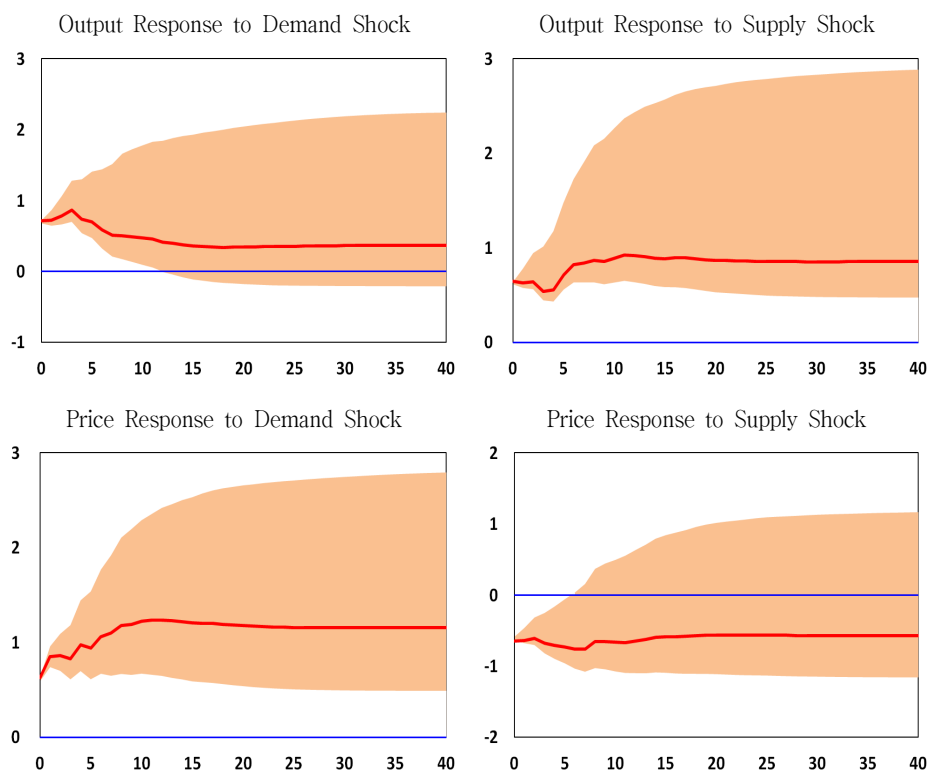 Output Response to Demand Shock
3
2
1
0
-1
0 5 10 15 20 25 30 35 40
Output Response to Supply Shock
3
2
1
0
0 5 10 15 20 25 30 35 40
Price Response to Demand Shock
3
2
1
0
0 5 10 15 20 25 30 35 40
Price Response to Supply Shock
2
1
0
-1
-2
0 5 10 15 20 25 30 35 40